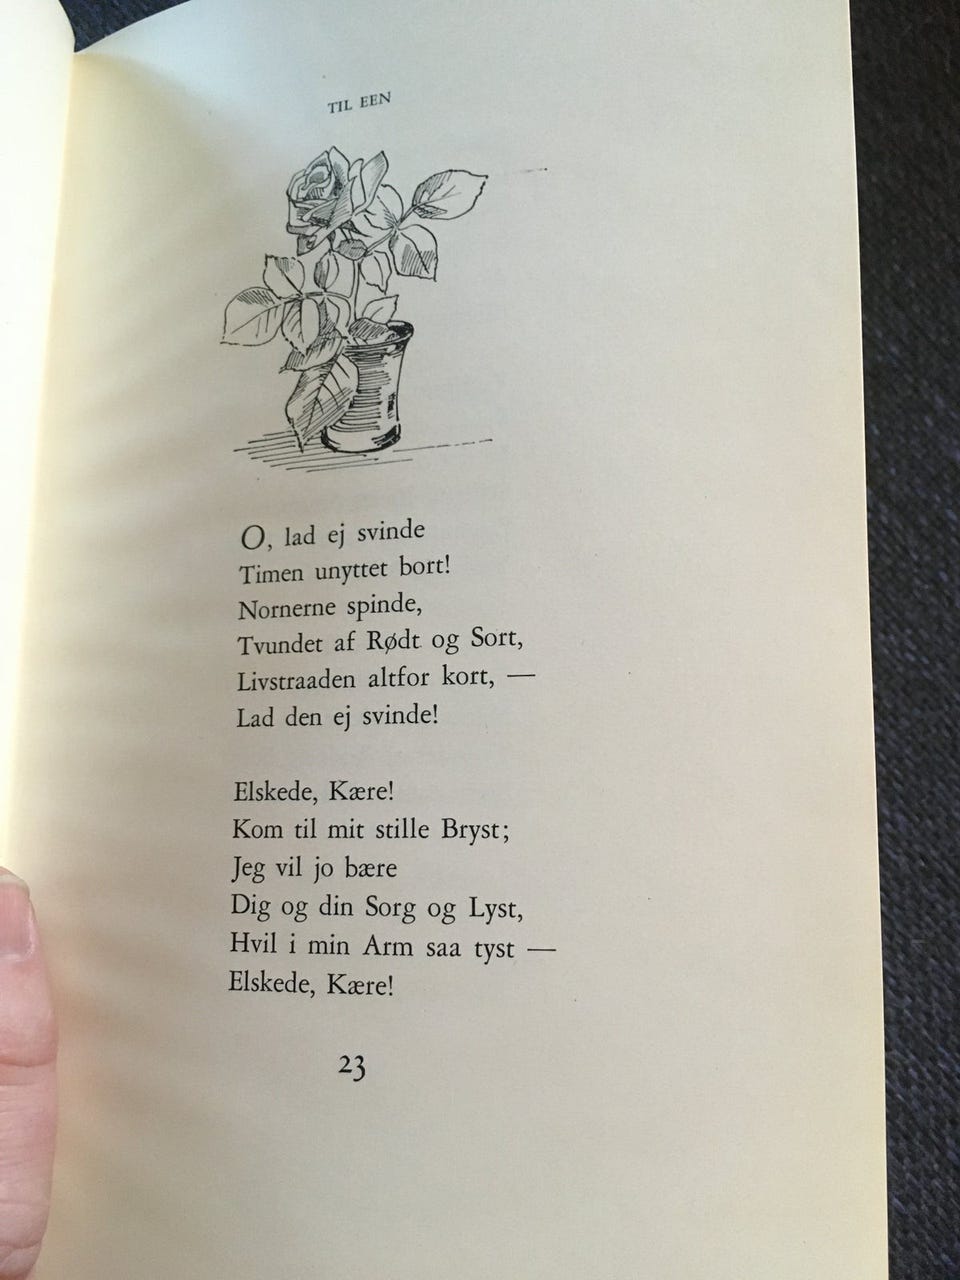 TIL EEN
O, lad ej svinde
Timen unyttet bort!
Nornerne spinde,
Tvundet af Rødt og Sort,
Livstraaden altfor kort, —
Lad den ej svinde!
Elskede, Kære!
Kom til mit stille Bryst;
Jeg vil jo bære
Dig og din Sorg og Lyst,
Hvil i min Arm saa tyst —
Elskede, Kære!
23